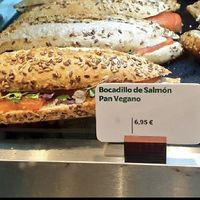 Bocadillo de Salmón
Pan Vegano
6,95 €